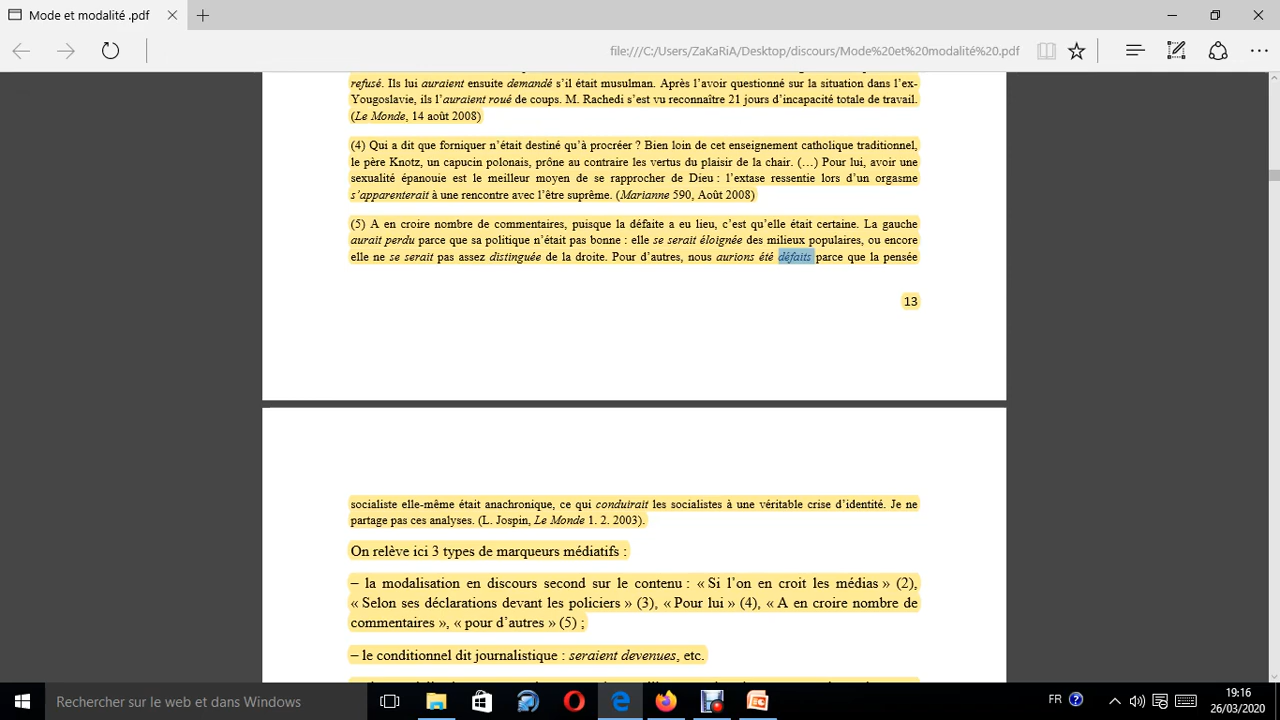 Mode et modalité .pdf
file:///C:/Users/ZaKaRiA/Desktop/discours/Mode%20et%20modalité%20.pdf
refusé. Ils lui auraient ensuite demandé s’il était musulman. Après l’avoir questionné sur la situation dans l’ex-
Yougoslavie, ils l’auraient roué de coups. M. Rachedi s’est vu reconnaître 21 jours d’incapacité totale de travail.
(Le Monde, 14 août 2008)
(4) Qui a dit que forniquer n’était destiné qu’à procréer ? Bien loin de cet enseignement catholique traditionnel,
le père Knotz, un capucin polonais, prône au contraire les vertus du plaisir de la chair. (…) Pour lui, avoir une
sexualité épanouie est le meilleur moyen de se rapprocher de Dieu : l’extase ressentie lors d’un orgasme
s’apparenterait à une rencontre avec l’être suprême. (Marianne 590, Août 2008)
(5) A en croire nombre de commentaires, puisque la défaite a eu lieu, c’est qu’elle était certaine. La gauche
aurait perdu parce que sa politique n’était pas bonne : elle se serait éloignée des milieux populaires, ou encore
elle ne se serait pas assez distinguée de la droite. Pour d’autres, nous aurions été défaits parce que la pensée
13
socialiste elle-même était anachronique, ce qui conduirait les socialistes à une véritable crise d’identité. Je ne
partage pas ces analyses. (L. Jospin, Le Monde 1. 2. 2003).
On relève ici 3 types de marqueurs médiatifs :
– la modalisation en discours second sur le contenu : « Si l’on en croit les médias » (2),
« Selon ses déclarations devant les policiers » (3), « Pour lui » (4), « A en croire nombre de
commentaires », « pour d’autres » (5) ;
– le conditionnel dit journalistique : seraient devenues, etc.
Rechercher sur le web et dans Windows
FR
19:16
26/03/2020